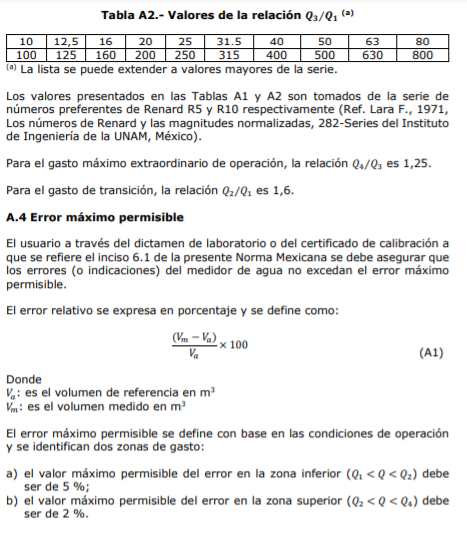 Tabla A2.- Valores de la relación Q₃/Q₁ ⁽ᵃ⁾
10 12,5 16 20 25 31.5 40 50 63 80
100 125 160 200 250 315 400 500 630 800
⁽ᵃ⁾ La lista se puede extender a valores mayores de la serie.
Los valores presentados en las Tablas A1 y A2 son tomados de la serie de
números preferentes de Renard R5 y R10 respectivamente (Ref. Lara F., 1971,
Los números de Renard y las magnitudes normalizadas, 282-Series del Instituto
de Ingeniería de la UNAM, México).
Para el gasto máximo extraordinario de operación, la relación Q₄/Q₃ es 1,25.
Para el gasto de transición, la relación Q₂/Q₁ es 1,6.
A.4 Error máximo permisible
El usuario a través del dictamen de laboratorio o del certificado de calibración a
que se refiere el inciso 6.1 de la presente Norma Mexicana se debe asegurar que
los errores (o indicaciones) del medidor de agua no excedan el error máximo
permisible.
El error relativo se expresa en porcentaje y se define como:
(Vₘ − Vₐ)
Vₐ
× 100
(A1)
Donde
Vₐ: es el volumen de referencia en m³
Vₘ: es el volumen medido en m³
El error máximo permisible se define con base en las condiciones de operación
y se identifican dos zonas de gasto:
a) el valor máximo permisible del error en la zona inferior (Q₁ < Q < Q₂) debe
ser de 5 %;
b) el valor máximo permisible del error en la zona superior (Q₂ < Q < Q₄) debe
ser de 2 %.